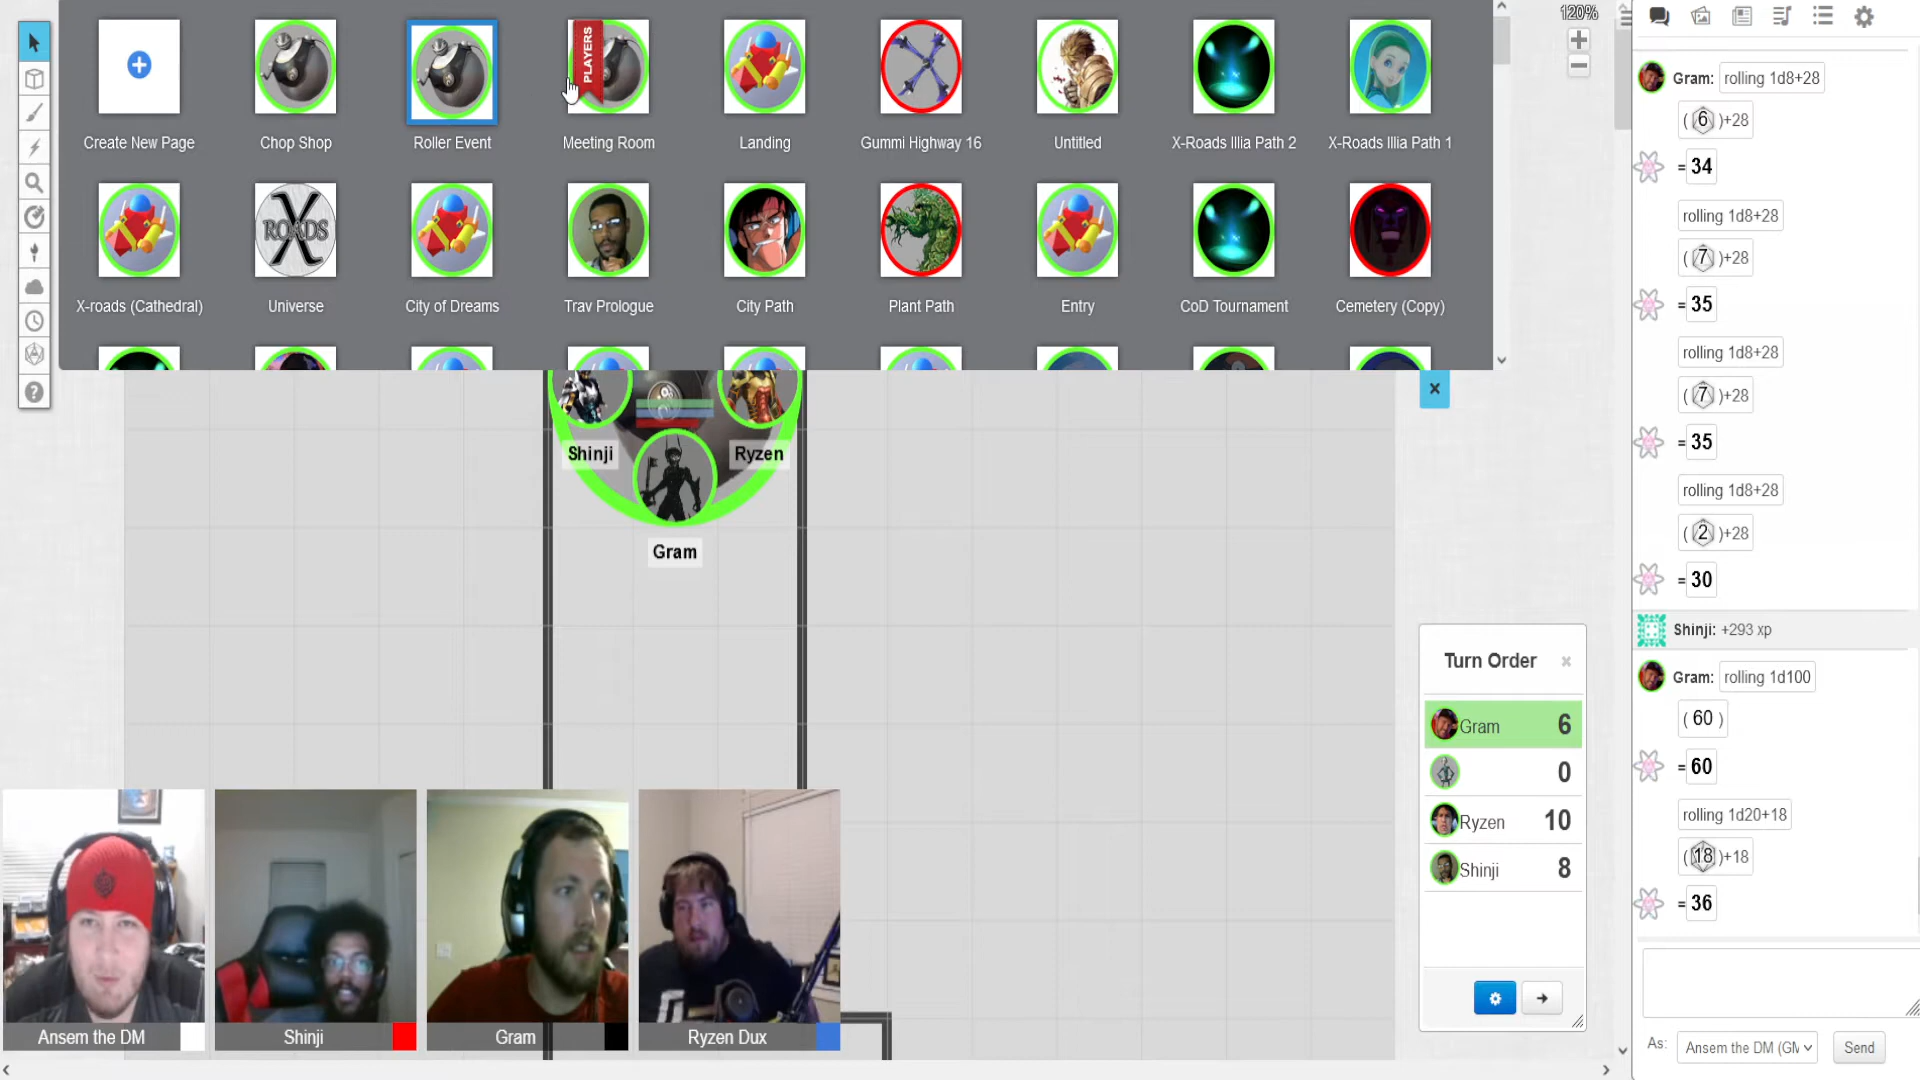 120%
PLAYERS
Create New Page
Chop Shop
Roller Event
Meeting Room
Landing
Gummi Highway 16
Untitled
X-Roads Illia Path 2
X-Roads Illia Path 1
X ROADS
X-roads (Cathedral)
Universe
City of Dreams
Trav Prologue
City Path
Plant Path
Entry
CoD Tournament
Cemetery (Copy)
Shinji
Ryzen
Gram
Turn Order
Gram 6
0
Ryzen 10
Shinji 8
Ansem the DM
Shinji
Gram
Ryzen Dux
Gram: rolling 1d8+28
(6)+28
=34
rolling 1d8+28
(7)+28
=35
rolling 1d8+28
(7)+28
=35
rolling 1d8+28
(2)+28
=30
Shinji: +293 xp
Gram: rolling 1d100
(60)
=60
rolling 1d20+18
(18)+18
=36
As: Ansem the DM (GM
Send